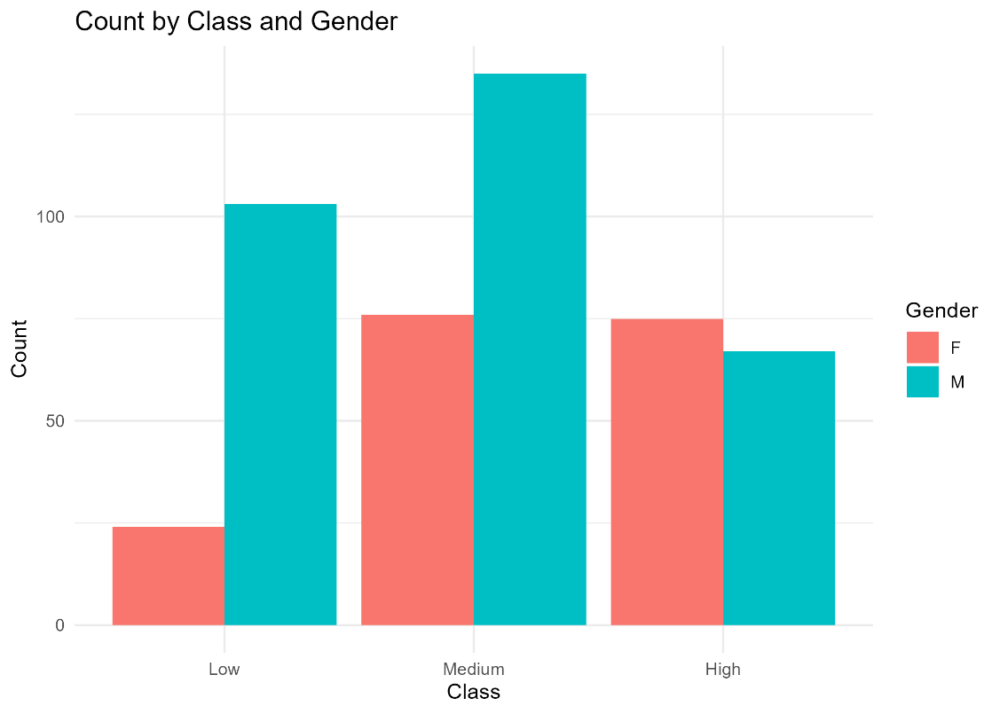 Count by Class and Gender
100
50
0
Count
Low Medium High
Class
Gender
F
M